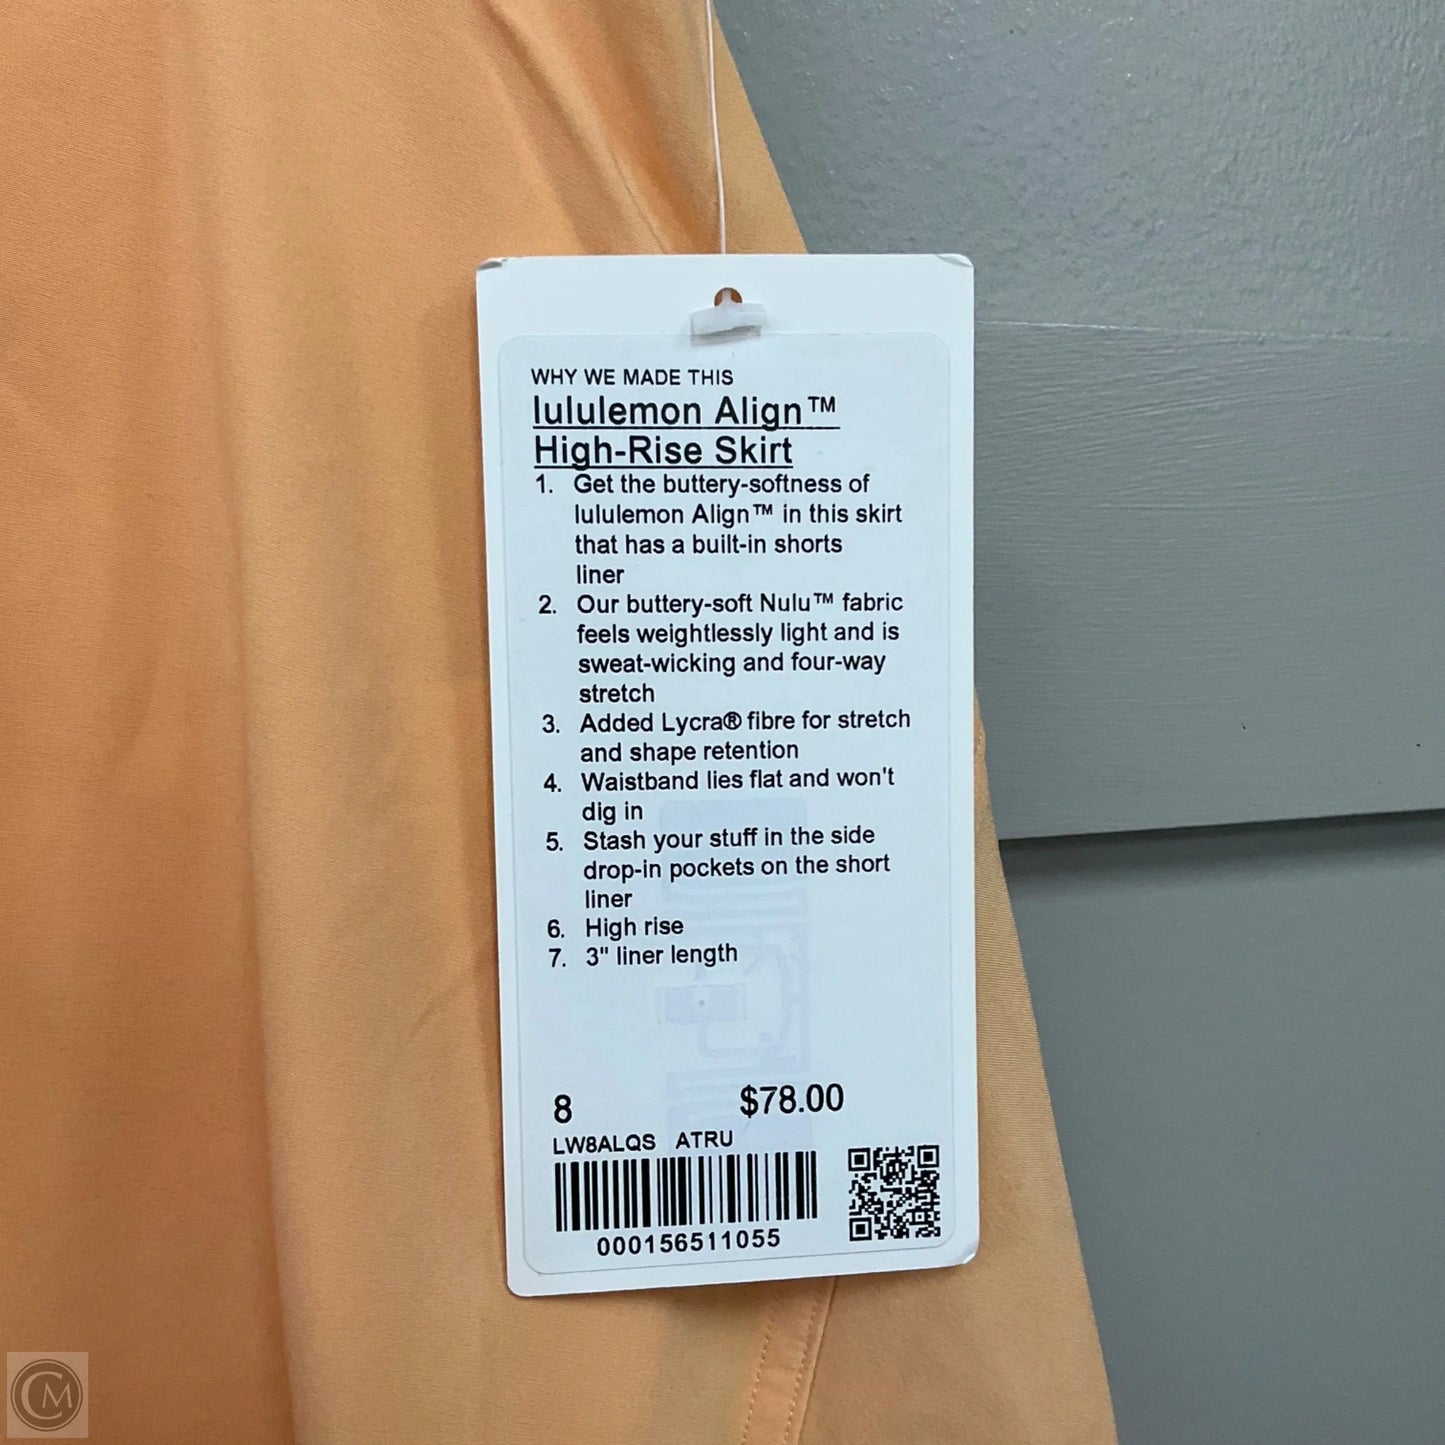 WHY WE MADE THIS
lululemon Align™
High-Rise Skirt
1. Get the buttery-softness of
lululemon Align™ in this skirt
that has a built-in shorts
liner
2. Our buttery-soft Nulu™ fabric
feels weightlessly light and is
sweat-wicking and four-way
stretch
3. Added Lycra® fibre for stretch
and shape retention
4. Waistband lies flat and won't
dig in
5. Stash your stuff in the side
drop-in pockets on the short
liner
6. High rise
7. 3" liner length
8 $78.00
LW8ALQS ATRU
000156511055
CM